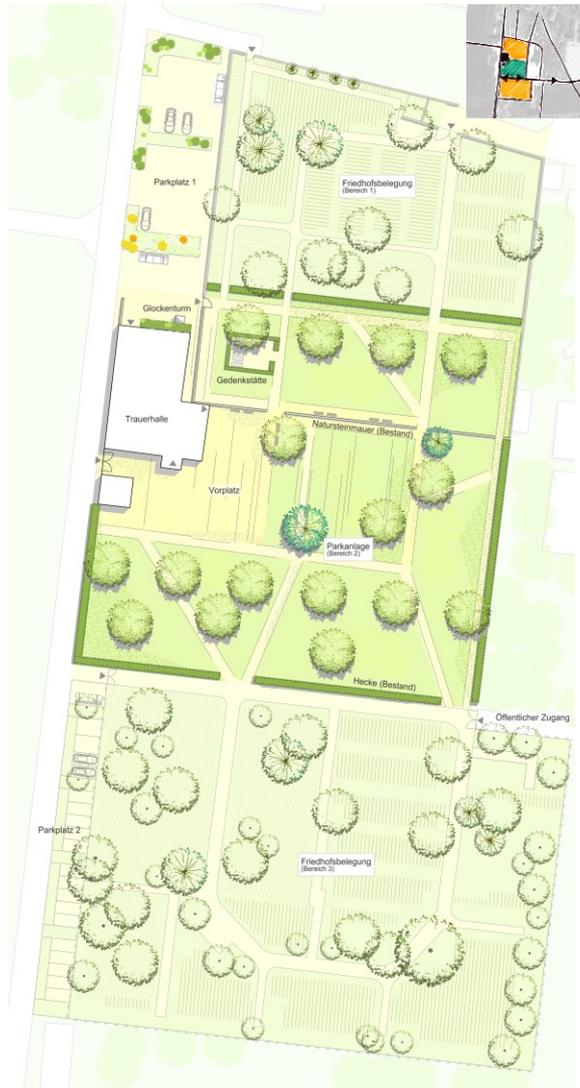 Parkplatz 1
Friedhofsbelegung
(Bereich 1)
Glockenturm
Gedenkstätte
Trauerhalle
Natursteinmauer (Bestand)
Vorplatz
Parkanlage
(Bereich 2)
Hecke (Bestand)
Öffentlicher Zugang
Parkplatz 2
Friedhofsbelegung
(Bereich 3)